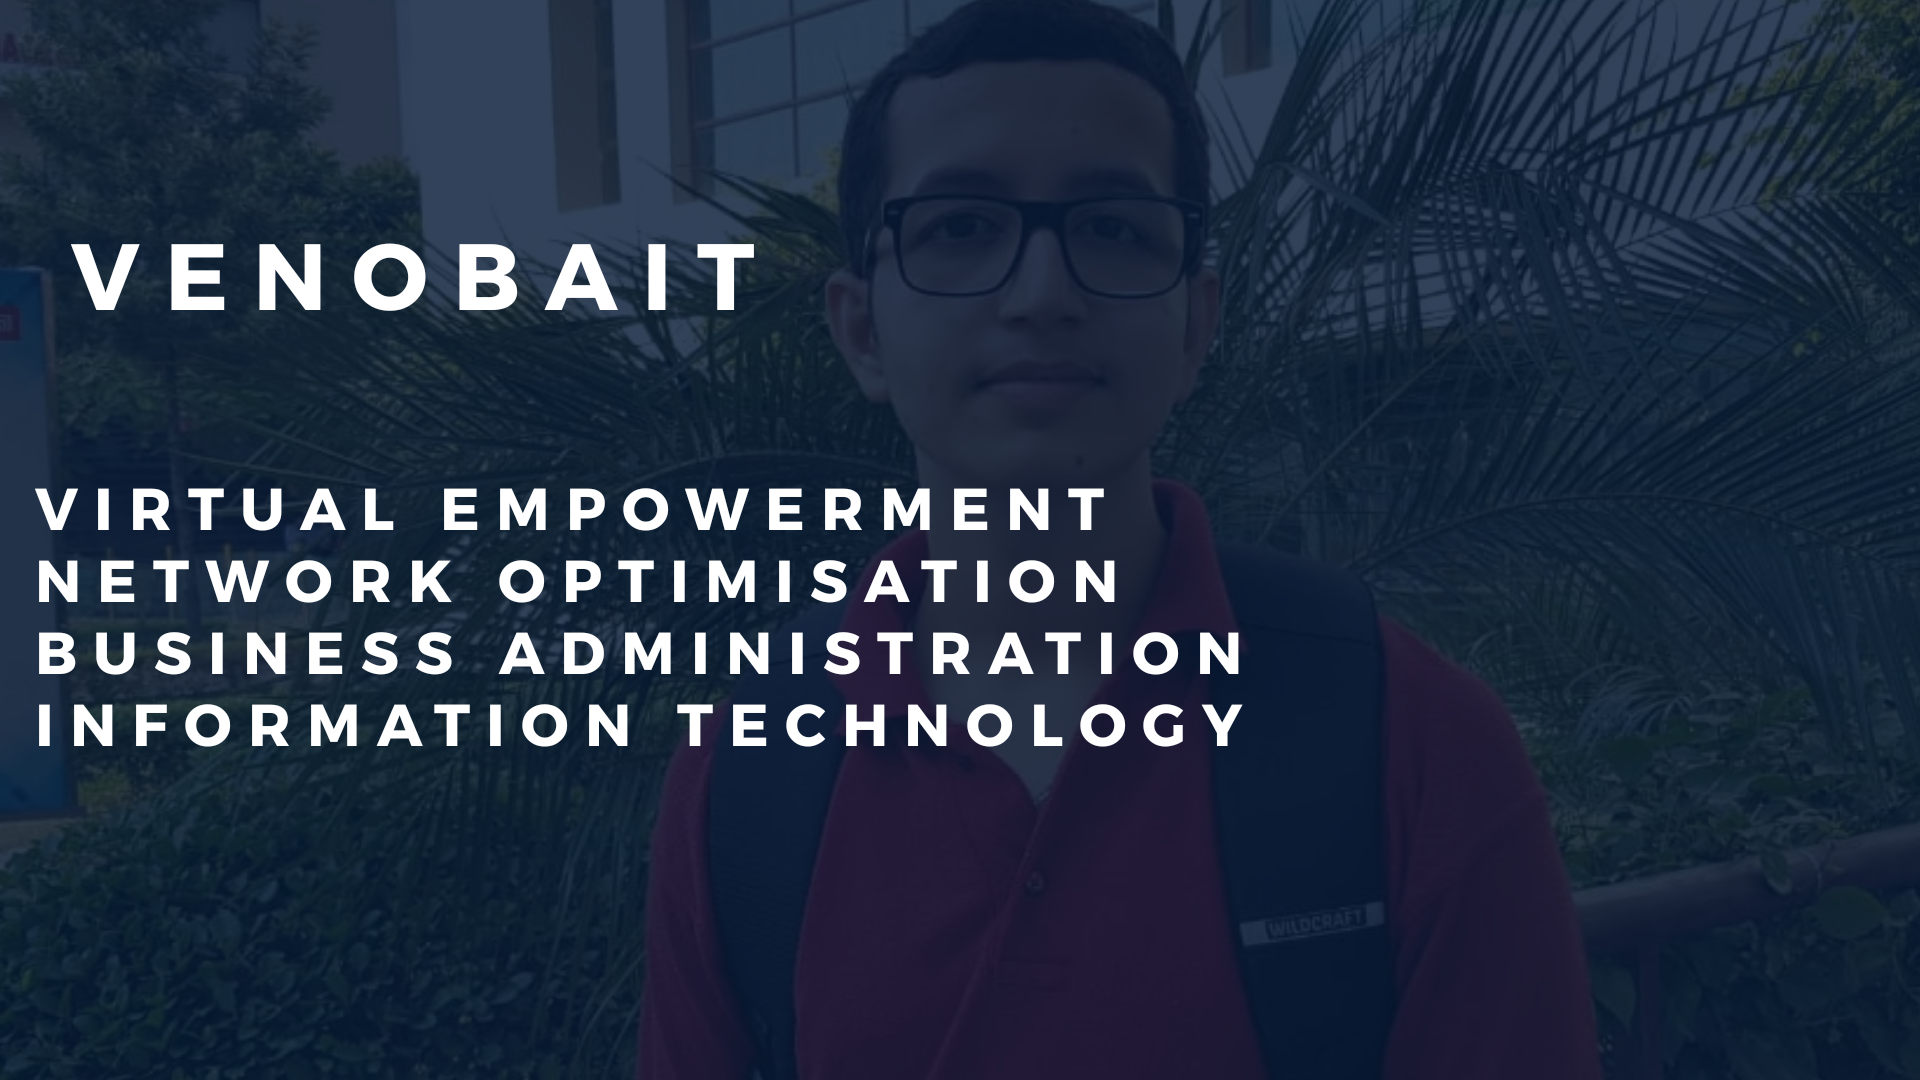 VENOBAIT
VIRTUAL EMPOWERMENT
NETWORK OPTIMISATION
BUSINESS ADMINISTRATION
INFORMATION TECHNOLOGY
WILDCRAFT